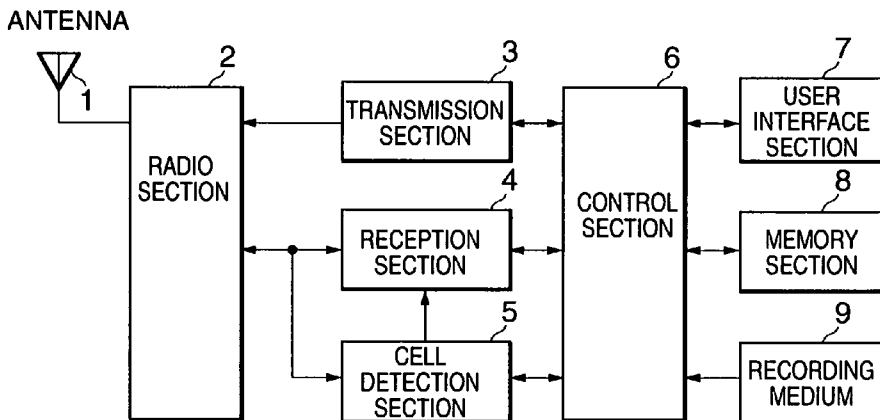 ANTENNA
1
2
RADIO
SECTION
3
TRANSMISSION
SECTION
4
RECEPTION
SECTION
5
CELL
DETECTION
SECTION
6
CONTROL
SECTION
7
USER
INTERFACE
SECTION
8
MEMORY
SECTION
9
RECORDING
MEDIUM